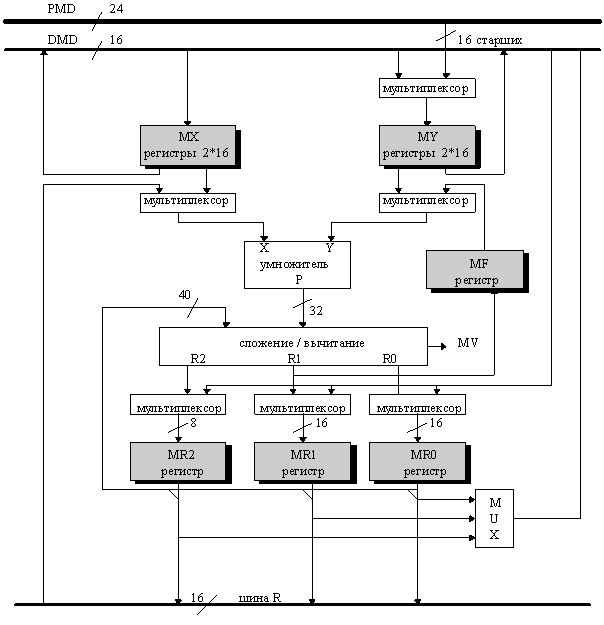 PMD 24
DMD 16 16 старших
мультиплексор
MX
регистры 2*16
MY
регистры 2*16
мультиплексор
мультиплексор
X Y
умножитель
P
MF
регистр
40
32
сложение / вычитание
MV
R2 R1 R0
мультиплексор
мультиплексор
мультиплексор
8
16
16
MR2
регистр
MR1
регистр
MR0
регистр
M
U
X
16 шина R